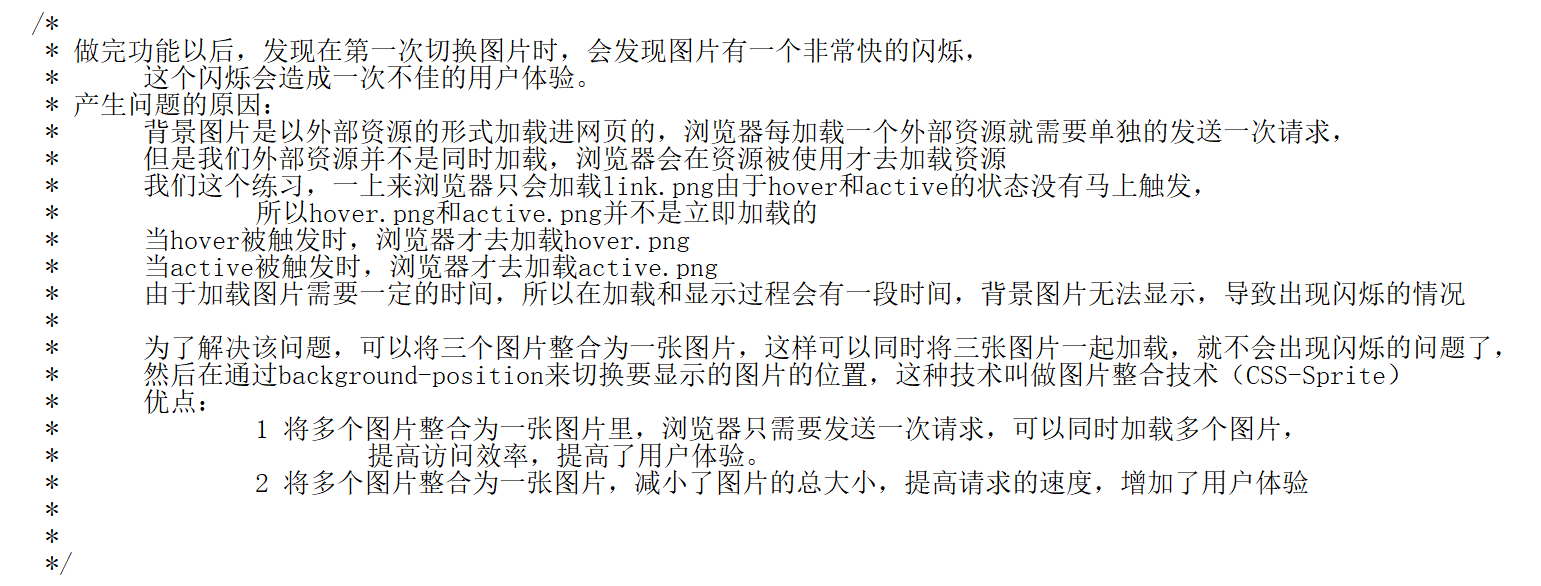 /*
* 做完功能以后，发现在第一次切换图片时，会发现图片有一个非常快的闪烁，
* 这个闪烁会造成一次不佳的用户体验。
* 产生问题的原因：
* 背景图片是以外部资源的形式加载进网页的，浏览器每加载一个外部资源就需要单独的发送一次请求，
* 但是我们外部资源并不是同时加载，浏览器会在资源被使用才去加载资源
* 我们这个练习，一上来浏览器只会加载link.png由于hover和active的状态没有马上触发，
* 所以hover.png和active.png并不是立即加载的
* 当hover被触发时，浏览器才去加载hover.png
* 当active被触发时，浏览器才去加载active.png
* 由于加载图片需要一定的时间，所以在加载和显示过程会有一段时间，背景图片无法显示，导致出现闪烁的情况
*
* 为了解决该问题，可以将三个图片整合为一张图片，这样可以同时将三张图片一起加载，就不会出现闪烁的问题了，
* 然后在通过background-position来切换要显示的图片的位置，这种技术叫做图片整合技术（CSS-Sprite）
* 优点：
* 1 将多个图片整合为一张图片里，浏览器只需要发送一次请求，可以同时加载多个图片，
* 提高访问效率，提高了用户体验。
* 2 将多个图片整合为一张图片，减小了图片的总大小，提高请求的速度，增加了用户体验
*
*
*/